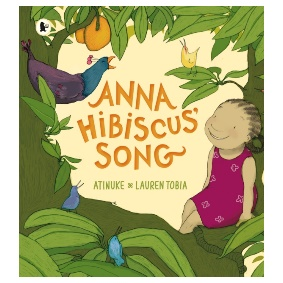 ANNA
HiBiSCUS'
SONG
ATINUKE LAUREN TOBIA